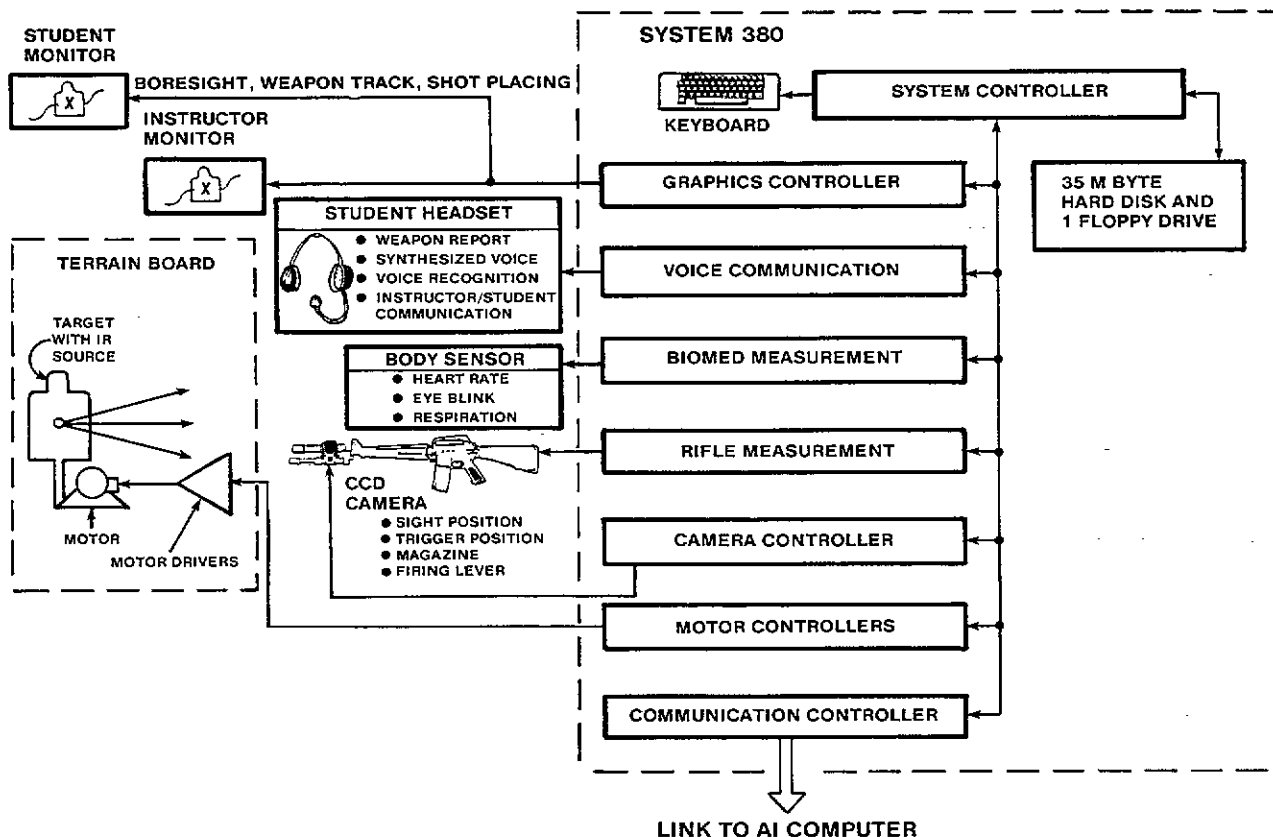 STUDENT
MONITOR
BORESIGHT, WEAPON TRACK, SHOT PLACING
X
INSTRUCTOR
MONITOR
X
SYSTEM 380
KEYBOARD
SYSTEM CONTROLLER
35 M BYTE
HARD DISK AND
1 FLOPPY DRIVE
GRAPHICS CONTROLLER
STUDENT HEADSET
● WEAPON REPORT
● SYNTHESIZED VOICE
● VOICE RECOGNITION
● INSTRUCTOR/STUDENT
COMMUNICATION
VOICE COMMUNICATION
TERRAIN BOARD
TARGET
WITH IR
SOURCE
MOTOR
MOTOR DRIVERS
BODY SENSOR
● HEART RATE
● EYE BLINK
● RESPIRATION
BIOMED MEASUREMENT
RIFLE MEASUREMENT
CCD
CAMERA
● SIGHT POSITION
● TRIGGER POSITION
● MAGAZINE
● FIRING LEVER
CAMERA CONTROLLER
MOTOR CONTROLLERS
COMMUNICATION CONTROLLER
LINK TO AI COMPUTER